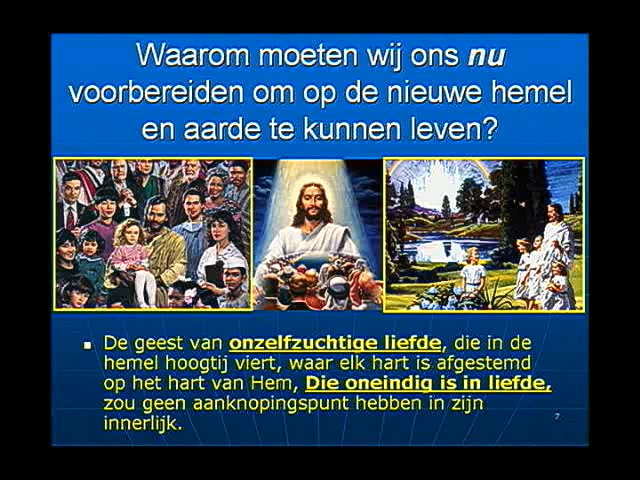 Waarom moeten wij ons nu
voorbereiden om op de nieuwe hemel
en aarde te kunnen leven?
De geest van onzelfzuchtige liefde, die in de
hemel hoogtij viert, waar elk hart is afgestemd
op het hart van Hem, Die oneindig is in liefde,
zou geen aanknopingspunt hebben in zijn
innerlijk.
7